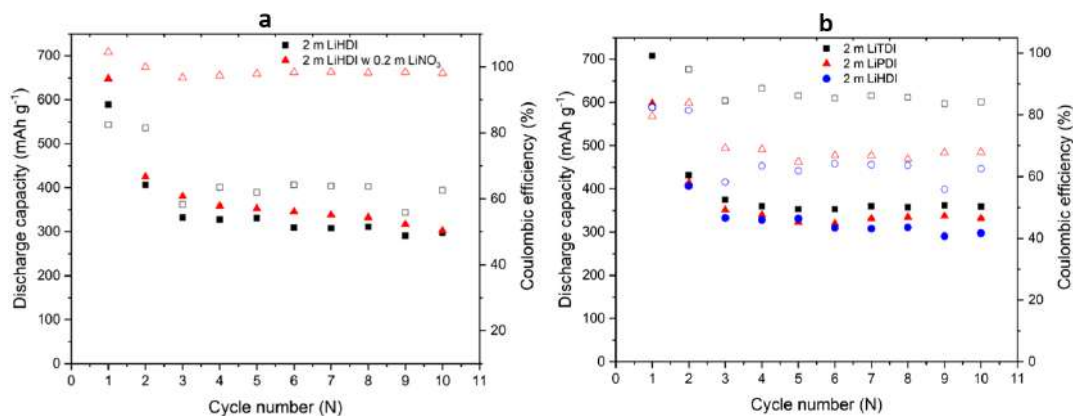 a
2 m LiHDI
2 m LiHDI w 0.2 m LiNO₃
Discharge capacity (mAh g⁻¹)
700
600
500
400
300
200
100
0
Coulombic efficiency (%)
100
80
60
40
20
0 1 2 3 4 5 6 7 8 9 10 11
Cycle number (N)
b
2 m LiTDI
2 m LiPDI
2 m LiHDI
Discharge capacity (mAh g⁻¹)
700
600
500
400
300
200
100
0
Coulombic efficiency (%)
100
80
60
40
20
0
0 1 2 3 4 5 6 7 8 9 10 11
Cycle number (N)